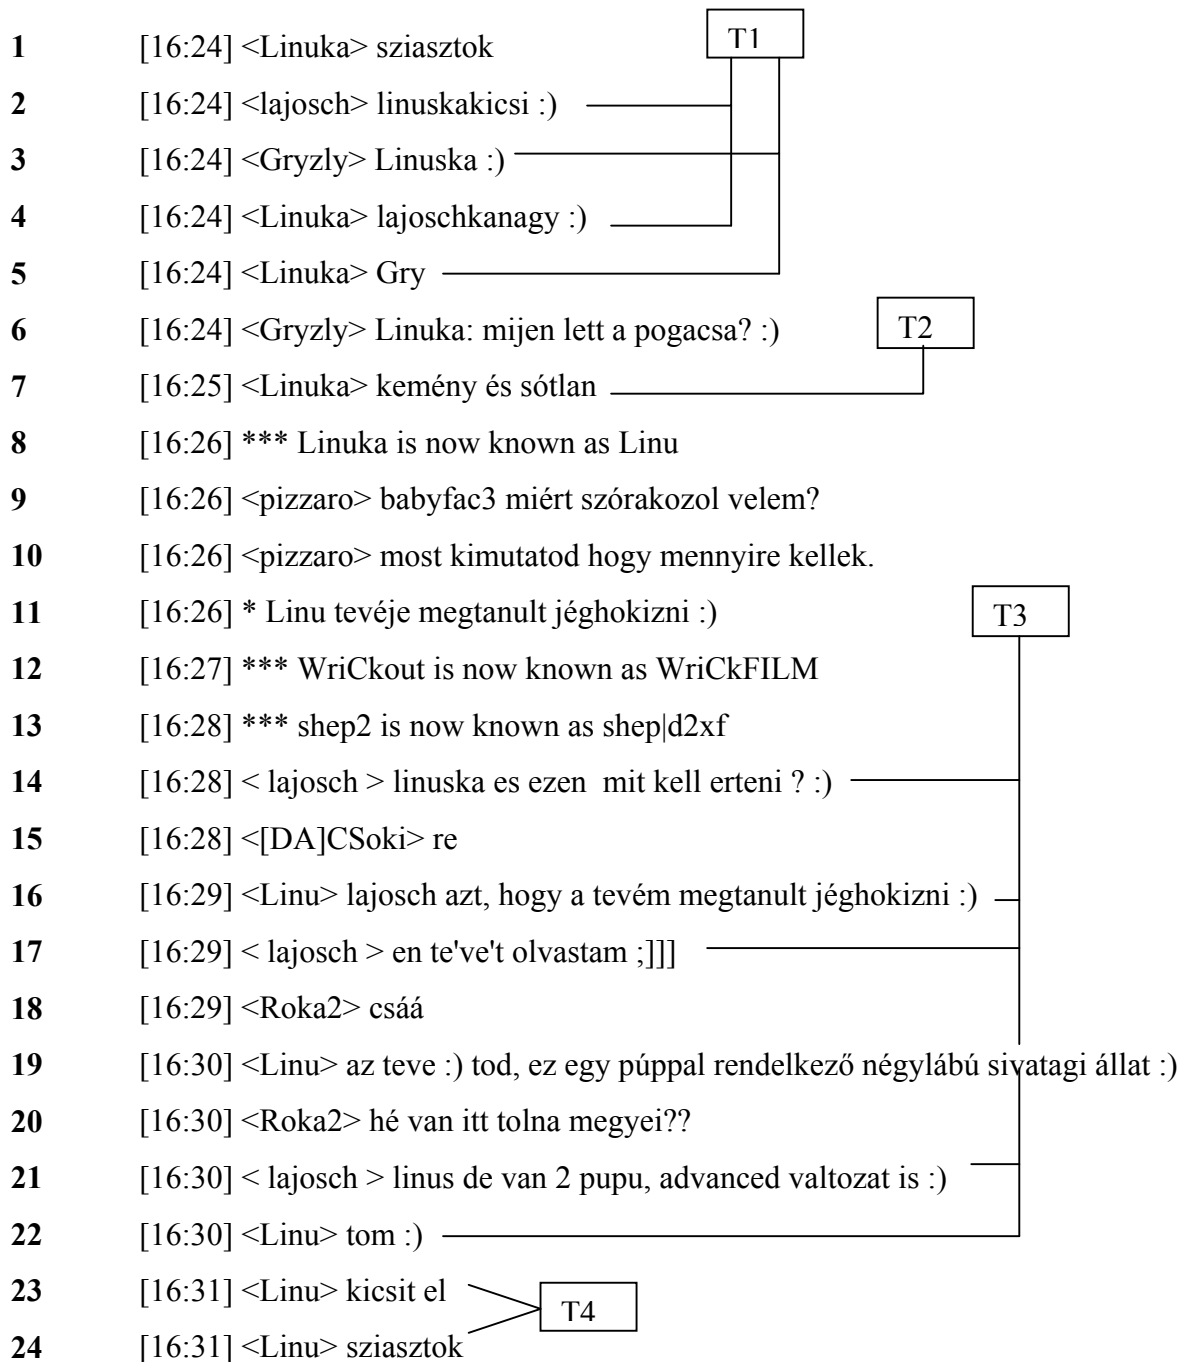 T1
1 [16:24] <Linuka> sziasztok
2 [16:24] <lajosch> linuskakicsi :)
3 [16:24] <Gryzly> Linuska :)
4 [16:24] <Linuka> lajoschkanagy :)
5 [16:24] <Linuka> Gry
6 [16:24] <Gryzly> Linuka: mijen lett a pogacsa? :)
T2
7 [16:25] <Linuka> kemény és sótlan
8 [16:26] *** Linuka is now known as Linu
9 [16:26] <pizzaro> babyfac3 miért szórakozol velem?
10 [16:26] <pizzaro> most kimutatod hogy mennyire kellek.
11 [16:26] * Linu tevéje megtanult jéghokizni :)
T3
12 [16:27] *** WriCkout is now known as WriCkFILM
13 [16:28] *** shep2 is now known as shep|d2xf
14 [16:28] < lajosch > linuska es ezen mit kell erteni ? :)
15 [16:28] <[DA]CSoki> re
16 [16:29] <Linu> lajosch azt, hogy a tevém megtanult jéghokizni :)
17 [16:29] < lajosch > en te've't olvastam ;]]]
18 [16:29] <Roka2> csáá
19 [16:30] <Linu> az teve :) tod, ez egy púppal rendelkező négylábú sivatagi állat :)
20 [16:30] <Roka2> hé van itt tolna megyei??
21 [16:30] < lajosch > linus de van 2 pupu, advanced valtozat is :)
22 [16:30] <Linu> tom :)
23 [16:31] <Linu> kicsit el
T4
24 [16:31] <Linu> sziasztok